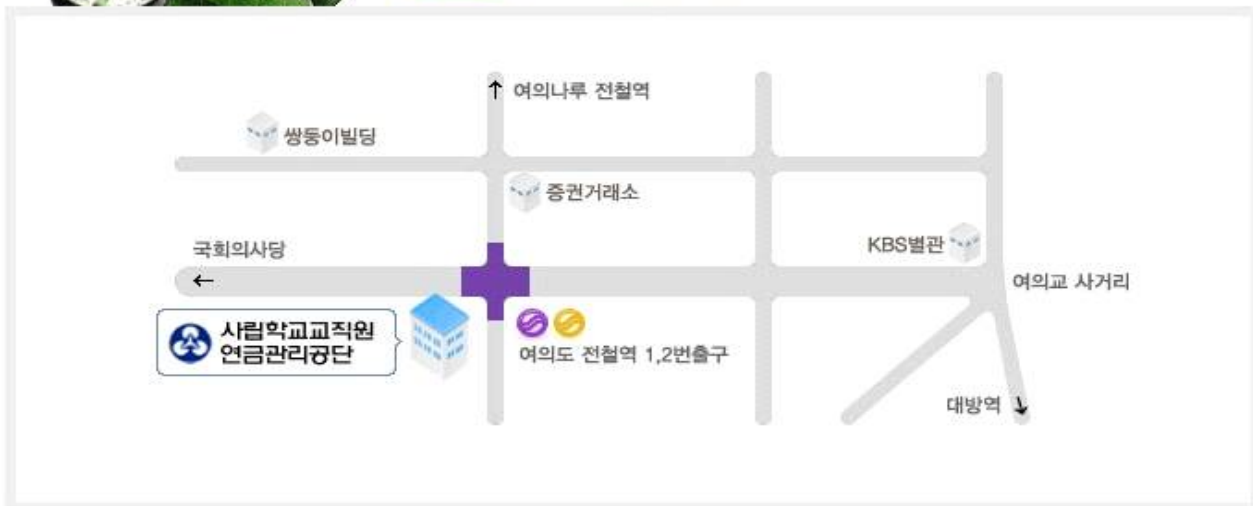 여의나루 전철역
쌍둥이빌딩
증권거래소
국회의사당
KBS별관
여의교 사거리
사립학교교직원
연금관리공단
여의도 전철역 1,2번출구
대방역